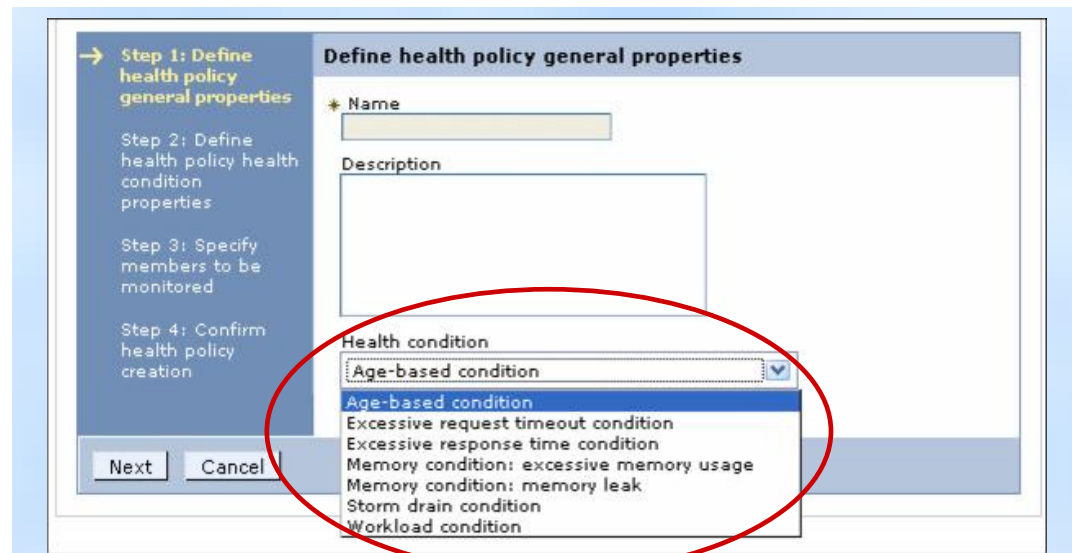 Step 1: Define
health policy
general properties
Step 2: Define
health policy health
condition
properties
Step 3: Specify
members to be
monitored
Step 4: Confirm
health policy
creation
Define health policy general properties
* Name
Description
Health condition
Age-based condition
Age-based condition
Excessive request timeout condition
Excessive response time condition
Memory condition: excessive memory usage
Memory condition: memory leak
Storm drain condition
Workload condition
Next
Cancel